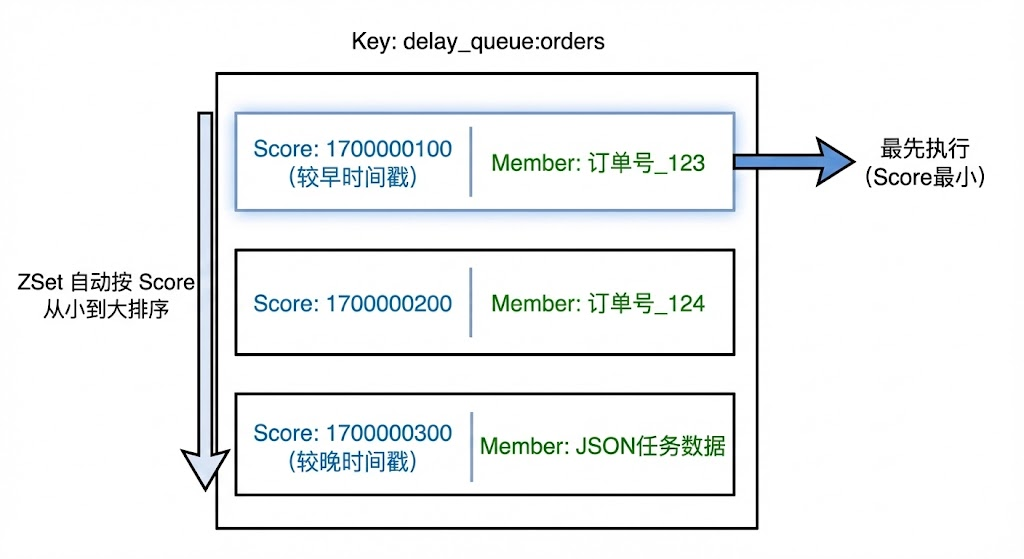 Key: delay_queue:orders
Score: 1700000100
（较早时间戳）
Member: 订单号_123
最先执行
（Score最小）
ZSet 自动按 Score
从小到大排序
Score: 1700000200
Member: 订单号_124
Score: 1700000300
（较晚时间戳）
Member: JSON任务数据